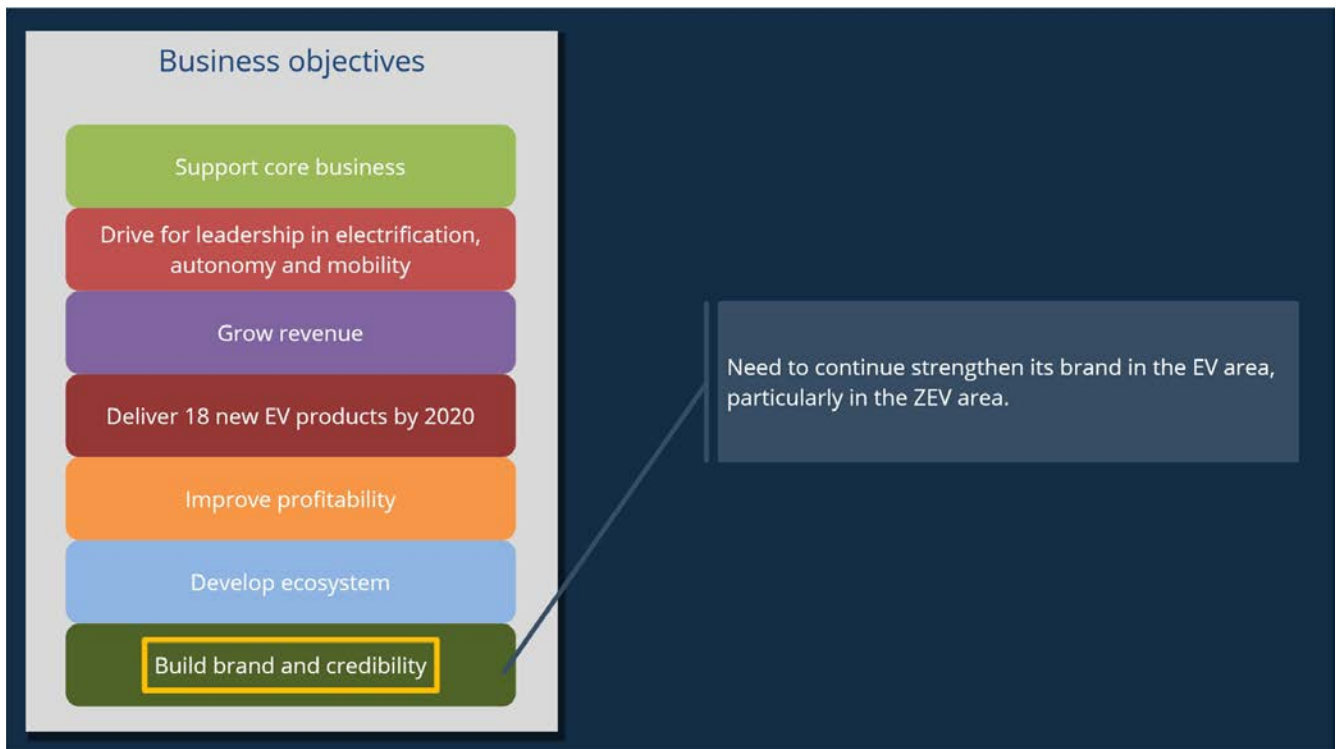 Business objectives
Support core business
Drive for leadership in electrification,
autonomy and mobility
Grow revenue
Deliver 18 new EV products by 2020
Improve profitability
Develop ecosystem
Build brand and credibility
Need to continue strengthen its brand in the EV area,
particularly in the ZEV area.